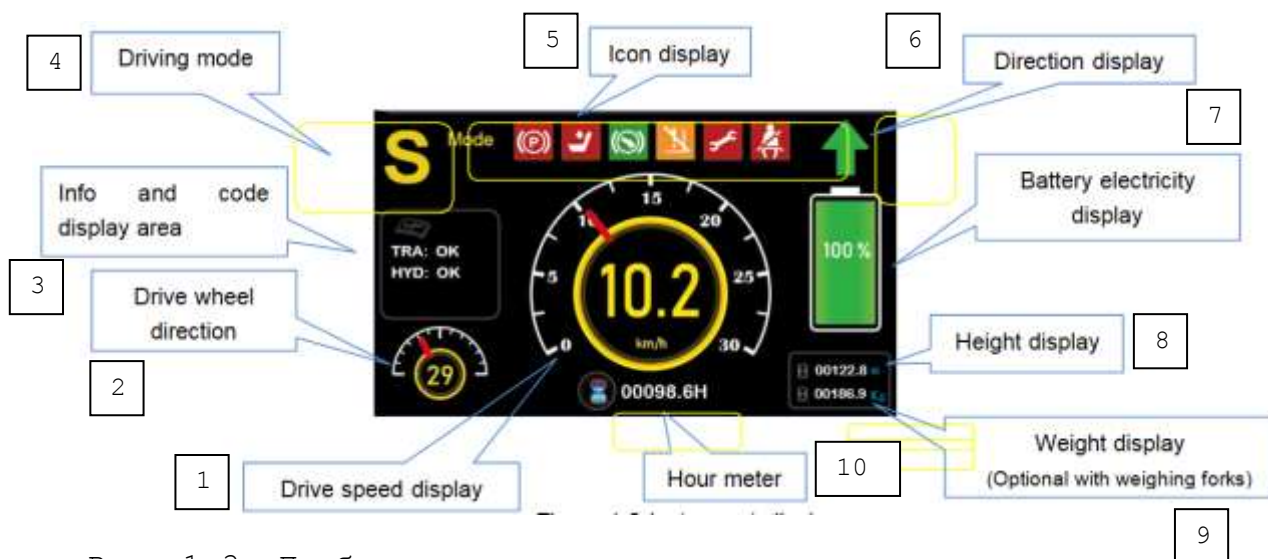 4
Driving mode
5
Icon display
6
Direction display
7
S Mode
P
Info and code
display area
TRA: OK
HYD: OK
3
Drive wheel
direction
2
29
0
5
10
15
20
25
30
10.2
km/h
00098.6H
100 %
Battery electricity
display
Height display
8
00122.8
00186.9 Kg
Weight display
(Optional with weighing forks)
1
Drive speed display
Hour meter
10
9